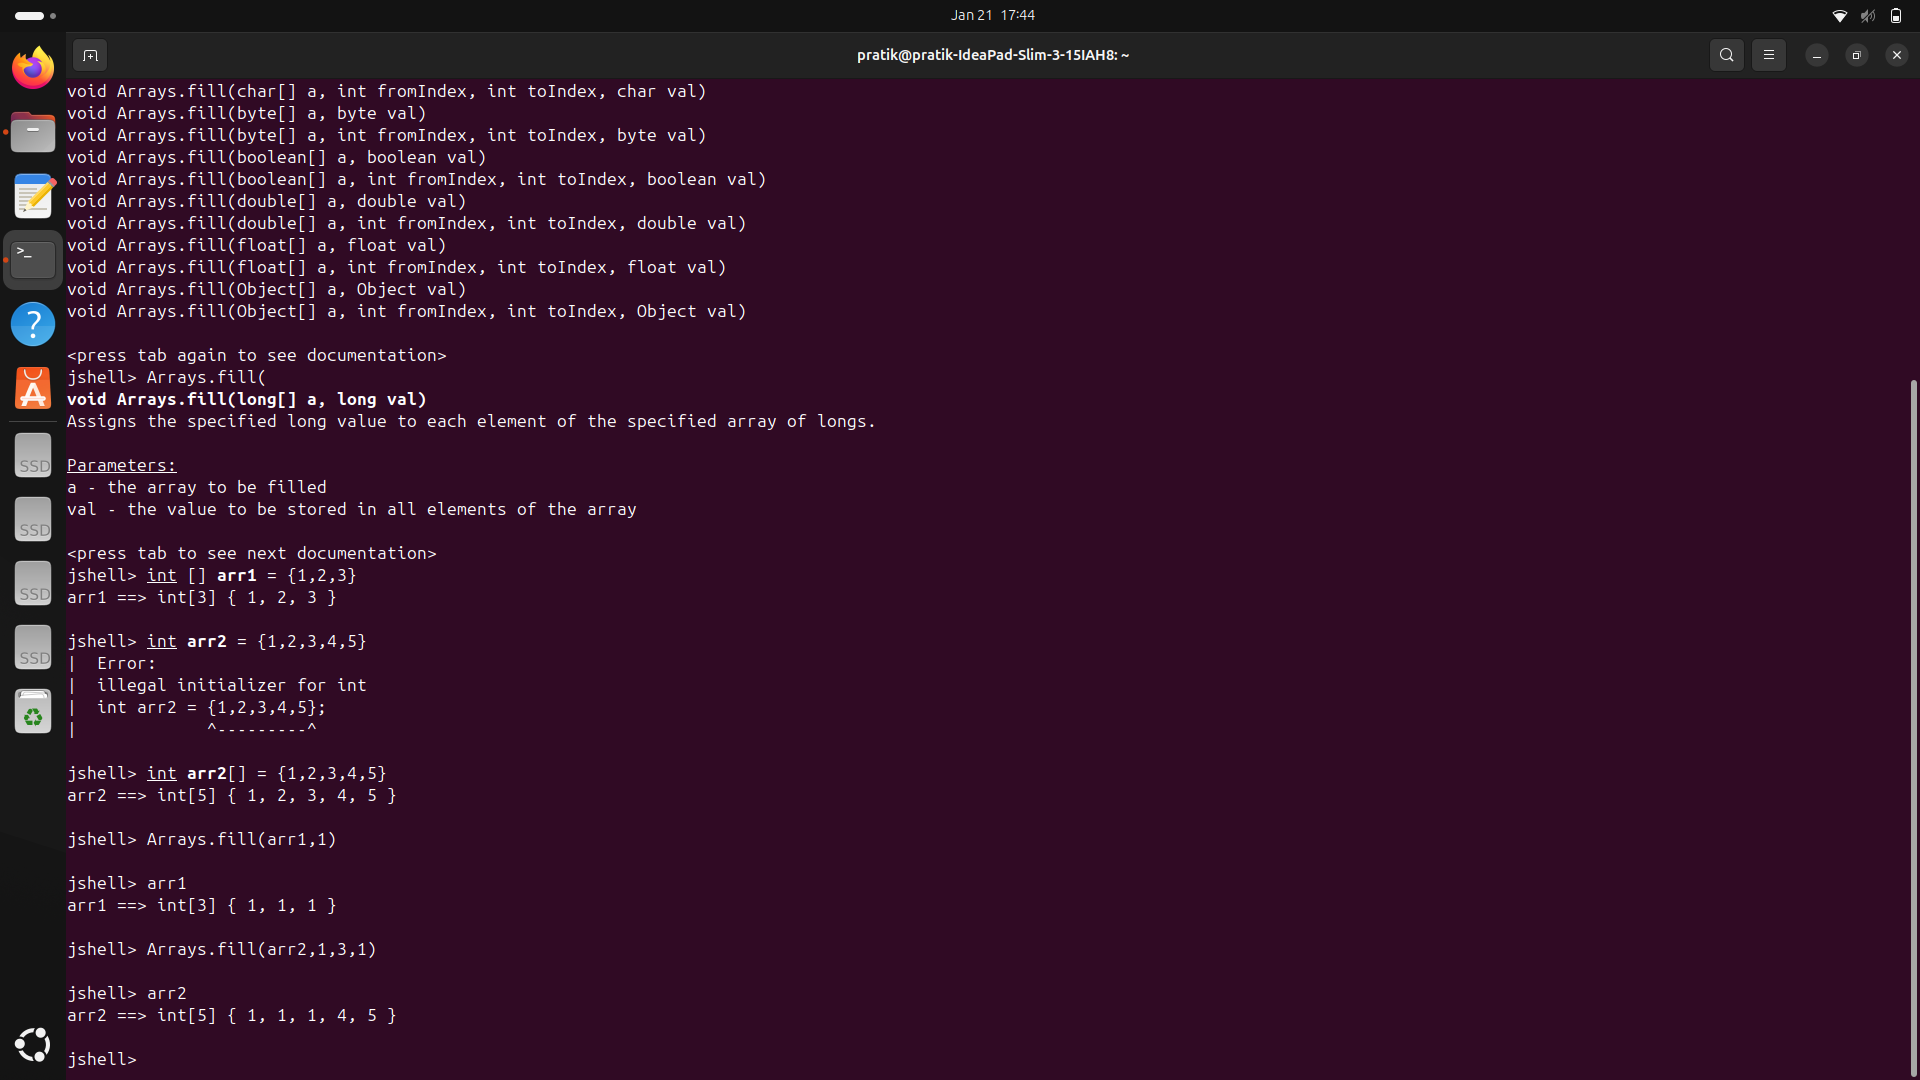 Jan 21 17:44
pratik@pratik-IdeaPad-Slim-3-15IAH8: ~
void Arrays.fill(char[] a, int fromIndex, int toIndex, char val)
void Arrays.fill(byte[] a, byte val)
void Arrays.fill(byte[] a, int fromIndex, int toIndex, byte val)
void Arrays.fill(boolean[] a, boolean val)
void Arrays.fill(boolean[] a, int fromIndex, int toIndex, boolean val)
void Arrays.fill(double[] a, double val)
void Arrays.fill(double[] a, int fromIndex, int toIndex, double val)
void Arrays.fill(float[] a, float val)
void Arrays.fill(float[] a, int fromIndex, int toIndex, float val)
void Arrays.fill(Object[] a, Object val)
void Arrays.fill(Object[] a, int fromIndex, int toIndex, Object val)
<press tab again to see documentation>
jshell> Arrays.fill(
void Arrays.fill(long[] a, long val)
Assigns the specified long value to each element of the specified array of longs.
Parameters:
a - the array to be filled
val - the value to be stored in all elements of the array
<press tab to see next documentation>
jshell> int [] arr1 = {1,2,3}
arr1 ==> int[3] { 1, 2, 3 }
jshell> int arr2 = {1,2,3,4,5}
|  Error:
|  illegal initializer for int
|  int arr2 = {1,2,3,4,5};
|             ^---------^
jshell> int arr2[] = {1,2,3,4,5}
arr2 ==> int[5] { 1, 2, 3, 4, 5 }
jshell> Arrays.fill(arr1,1)
jshell> arr1
arr1 ==> int[3] { 1, 1, 1 }
jshell> Arrays.fill(arr2,1,3,1)
jshell> arr2
arr2 ==> int[5] { 1, 1, 1, 4, 5 }
jshell>
SSD
SSD
SSD
SSD